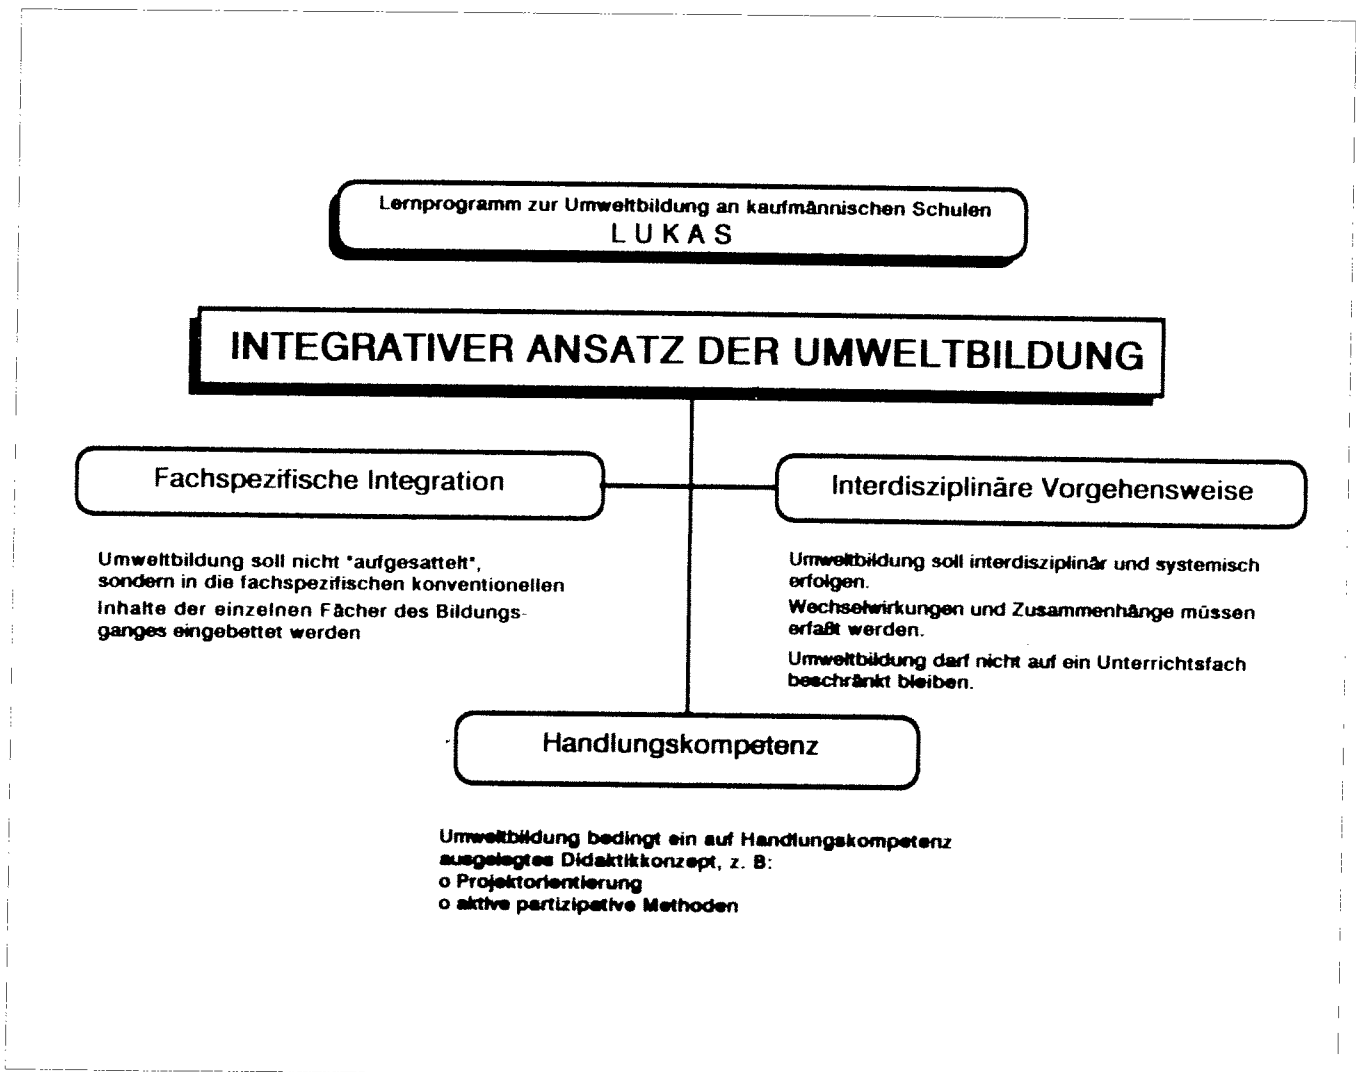 Lernprogramm zur Umweltbildung an kaufmännischen Schulen
L U K A S
INTEGRATIVER ANSATZ DER UMWELTBILDUNG
Fachspezifische Integration
Interdisziplinäre Vorgehensweise
Umweltbildung soll nicht "aufgesattelt",
sondern in die fachspezifischen konventionellen
Inhalte der einzelnen Fächer des Bildungs-
ganges eingebettet werden
Umweltbildung soll interdisziplinär und systemisch
erfolgen.
Wechselwirkungen und Zusammenhänge müssen
erfaßt werden.
Umweltbildung darf nicht auf ein Unterrichtsfach
beschränkt bleiben.
Handlungskompetenz
Umweltbildung bedingt ein auf Handlungskompetenz
ausgelegtes Didaktikkonzept, z. B:
o Projektorientierung
o aktive partizipative Methoden